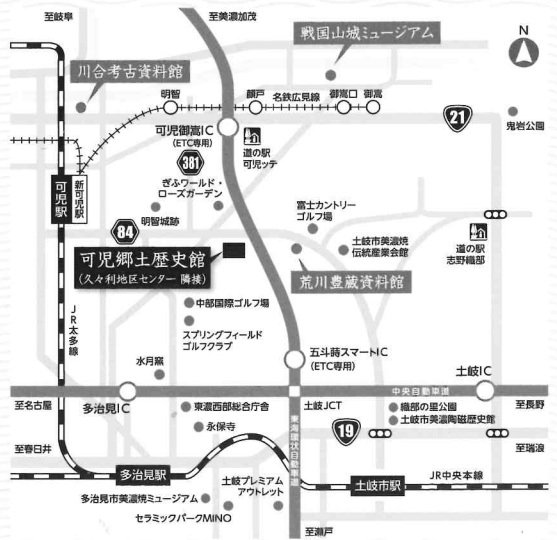 至岐阜
至美濃加茂
戦国山城ミュージアム
N
川合考古資料館
明智
顔戸
名鉄広見線
御嵩口
御嵩
21
鬼岩公園
可児御嵩IC
(ETC専用)
道の駅
可児ッテ
381
可児駅
新可児駅
ぎふワールド・
ローズガーデン
明智城跡
84
富士カントリー
ゴルフ場
土岐市美濃焼
伝統産業会館
道の駅
志野織部
可児郷土歴史館
(久々利地区センター 隣接)
荒川豊蔵資料館
中部国際ゴルフ場
スプリングフィールド
ゴルフクラブ
JR太多線
水月窯
五斗蒔スマートIC
(ETC専用)
土岐IC
中央自動車道
至名古屋
多治見IC
土岐JCT
至長野
東濃西部総合庁舎
織部の里公園
土岐市美濃陶磁歴史館
永保寺
19
東海環状自動車道
至春日井
至瑞浪
多治見駅
JR中央本線
土岐市駅
土岐プレミアム
アウトレット
多治見市美濃焼ミュージアム
セラミックパークMINO
至瀬戸